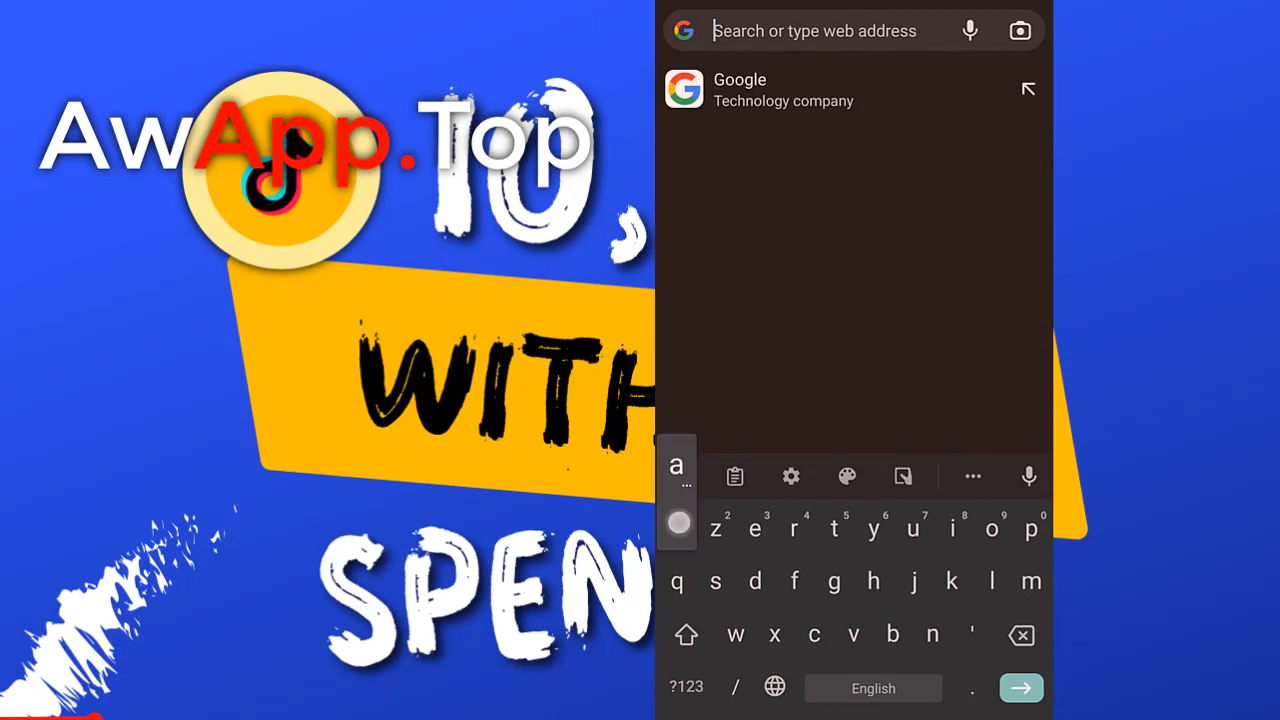 AwApp.Top
10,
WITH
SPEN
Search or type web address
Google
Technology company
a
...
z 2 e 3 r 4 t 5 y 6 u 7 i 8 o 9 p 0
q s d f g h j k l m
w x c v b n '
?123 / English .